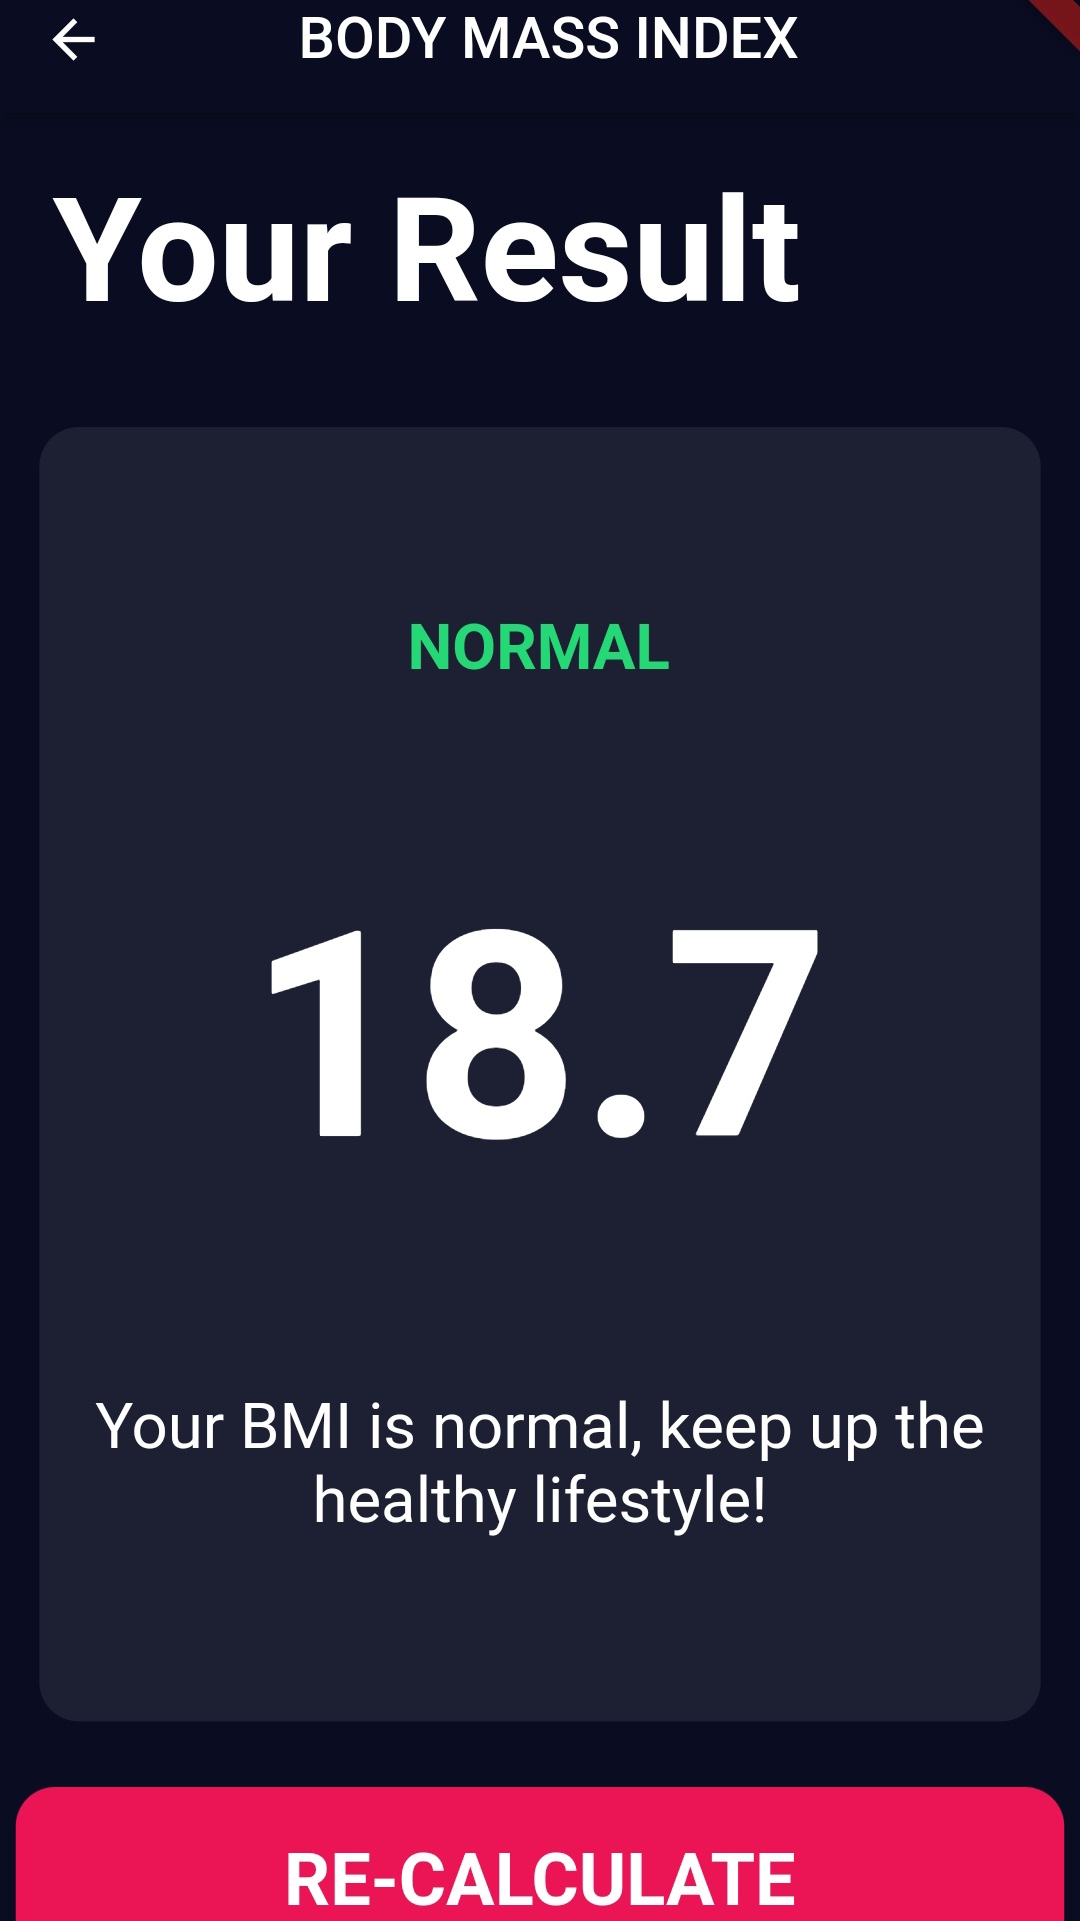 BODY MASS INDEX
Your Result
NORMAL
18.7
Your BMI is normal, keep up the
healthy lifestyle!
RE-CALCULATE